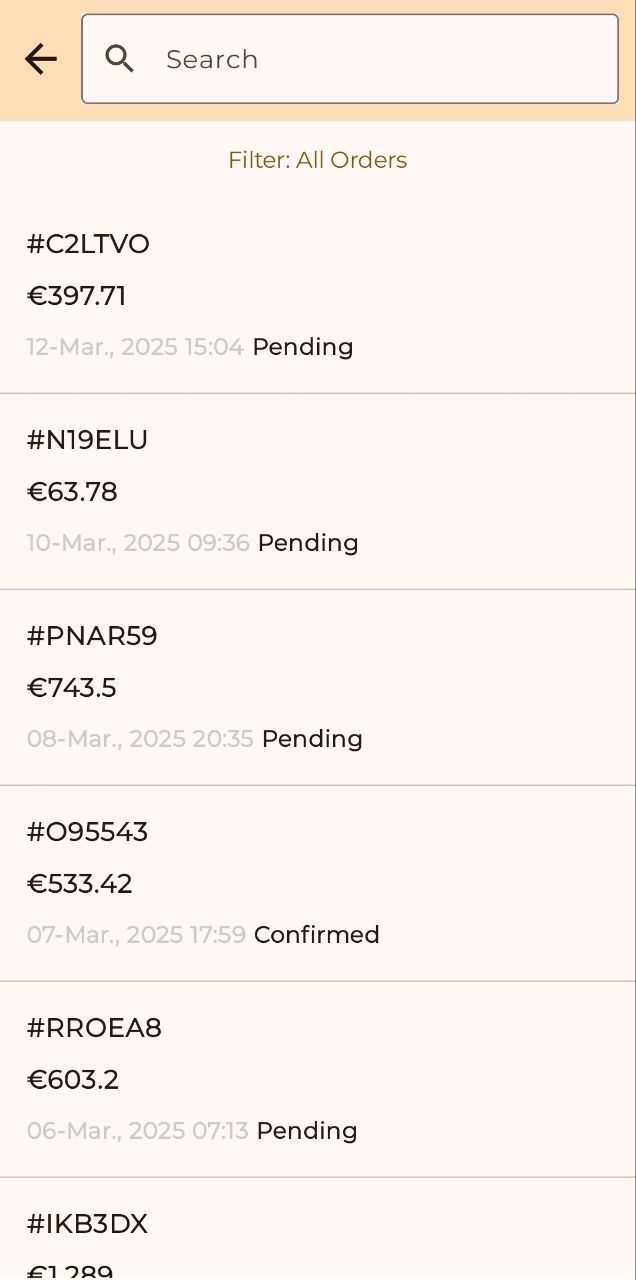 Search
Filter: All Orders
#C2LTVO
€397.71
12-Mar., 2025 15:04 Pending
#N19ELU
€63.78
10-Mar., 2025 09:36 Pending
#PNAR59
€743.5
08-Mar., 2025 20:35 Pending
#O95543
€533.42
07-Mar., 2025 17:59 Confirmed
#RROEA8
€603.2
06-Mar., 2025 07:13 Pending
#IKB3DX
€1,289